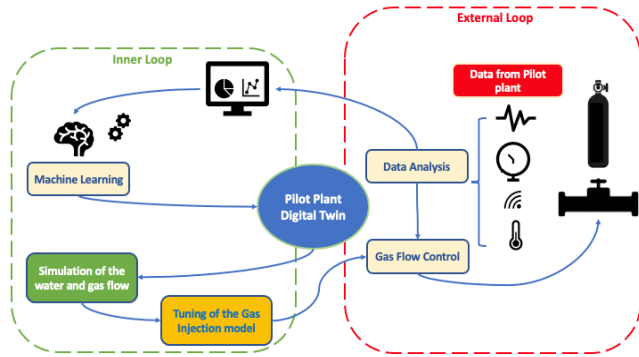 External Loop
Inner Loop
Data from Pilot
plant
Machine Learning
Data Analysis
Pilot Plant
Digital Twin
Gas Flow Control
Simulation of the
water and gas flow
Tuning of the Gas
Injection model